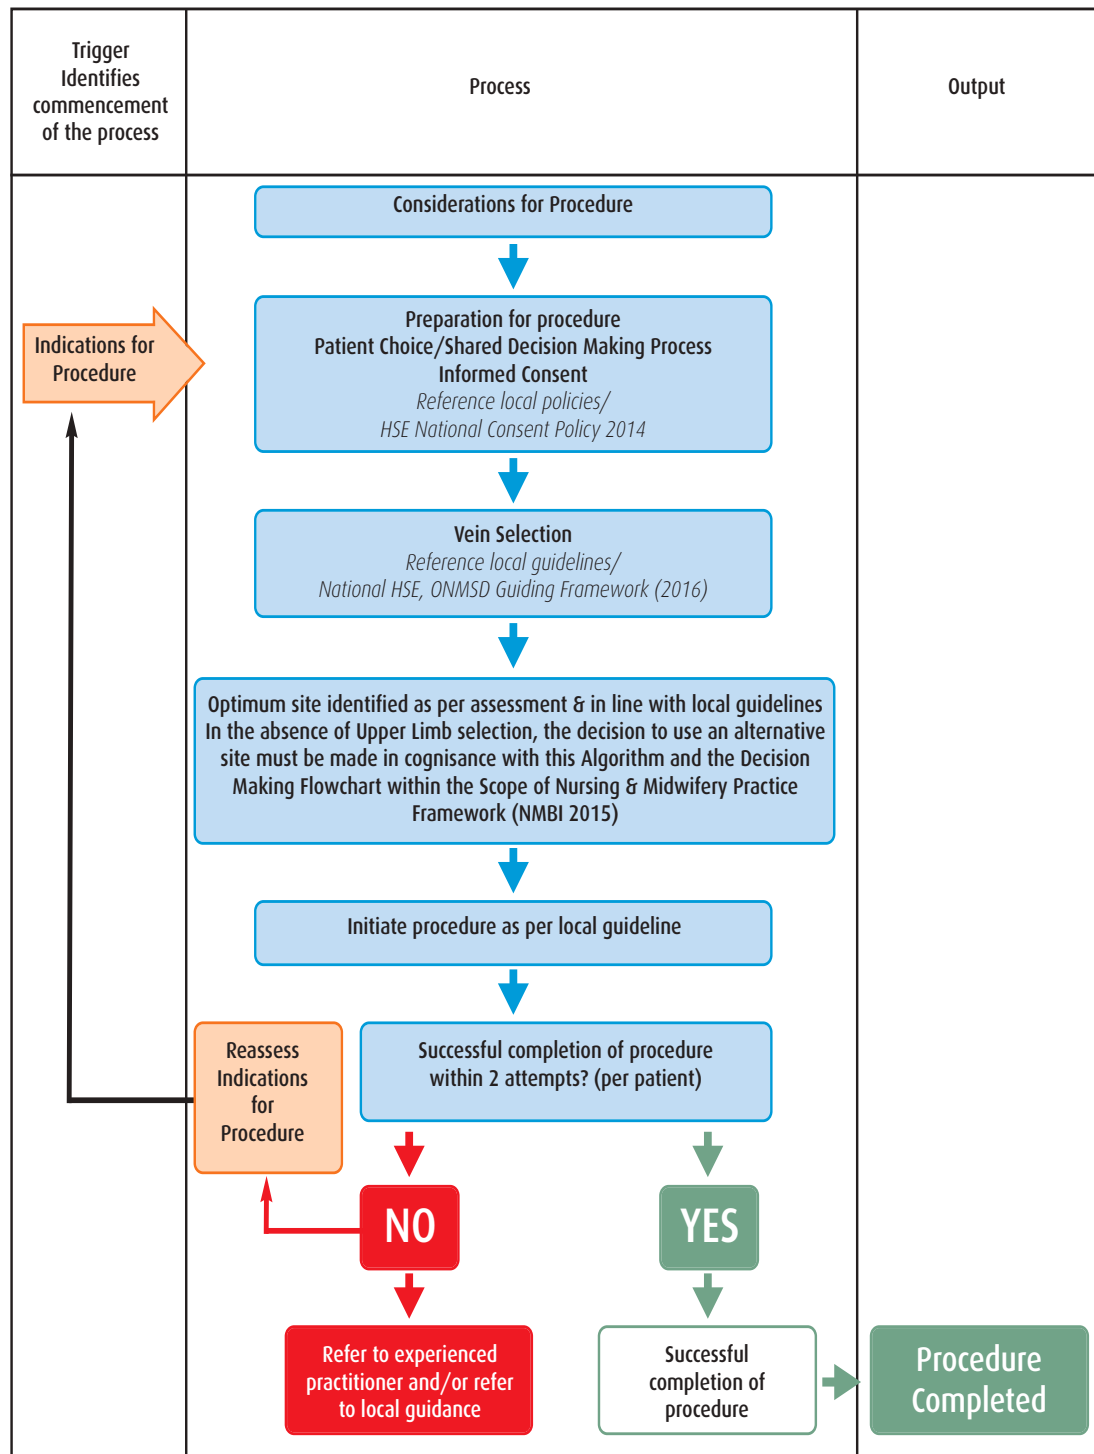 Trigger
Identifies
commencement
of the process
Process
Output
Considerations for Procedure
Indications for
Procedure
Preparation for procedure
Patient Choice/Shared Decision Making Process
Informed Consent
Reference local policies/
HSE National Consent Policy 2014
Vein Selection
Reference local guidelines/
National HSE, ONMSD Guiding Framework (2016)
Optimum site identified as per assessment & in line with local guidelines
In the absence of Upper Limb selection, the decision to use an alternative
site must be made in cognisance with this Algorithm and the Decision
Making Flowchart within the Scope of Nursing & Midwifery Practice
Framework (NMBI 2015)
Initiate procedure as per local guideline
Reassess
Indications
for
Procedure
Successful completion of procedure
within 2 attempts? (per patient)
NO
YES
Refer to experienced
practitioner and/or refer
to local guidance
Successful
completion of
procedure
Procedure
Completed